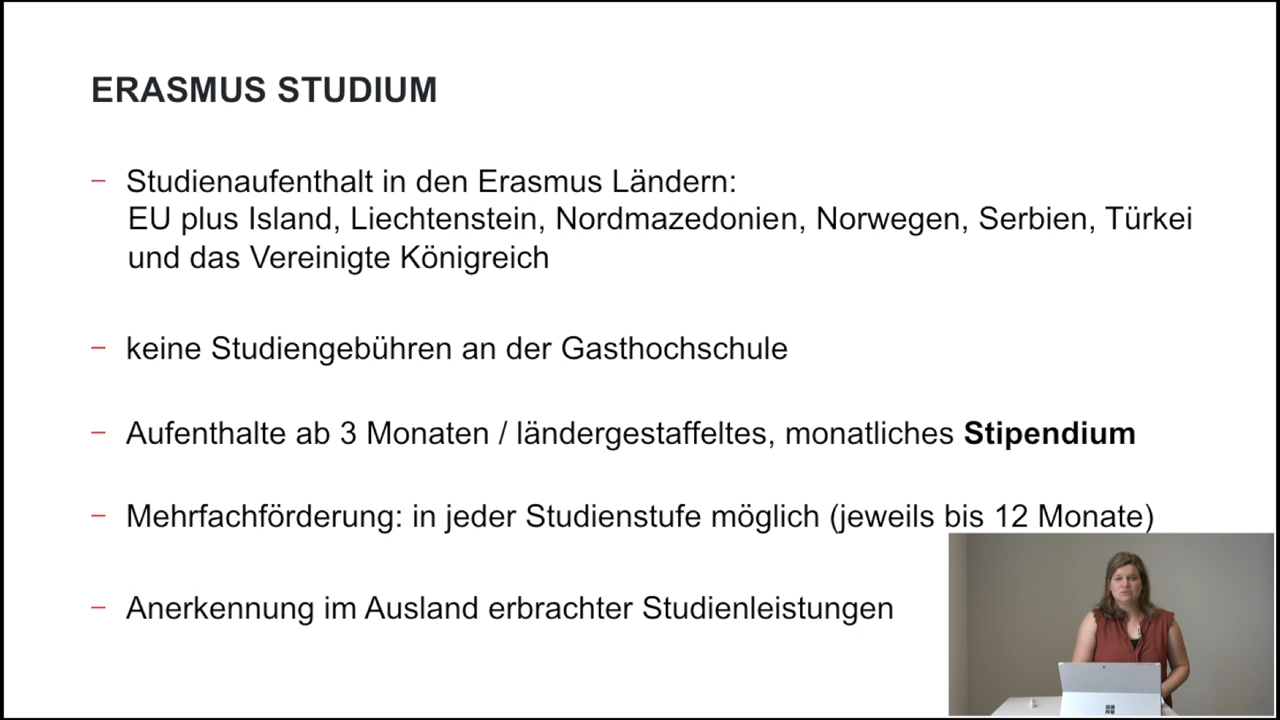 ERASMUS STUDIUM
– Studienaufenthalt in den Erasmus Ländern:
EU plus Island, Liechtenstein, Nordmazedonien, Norwegen, Serbien, Türkei
und das Vereinigte Königreich
– keine Studiengebühren an der Gasthochschule
– Aufenthalte ab 3 Monaten / ländergestaffeltes, monatliches Stipendium
– Mehrfachförderung: in jeder Studienstufe möglich (jeweils bis 12 Monate)
– Anerkennung im Ausland erbrachter Studienleistungen